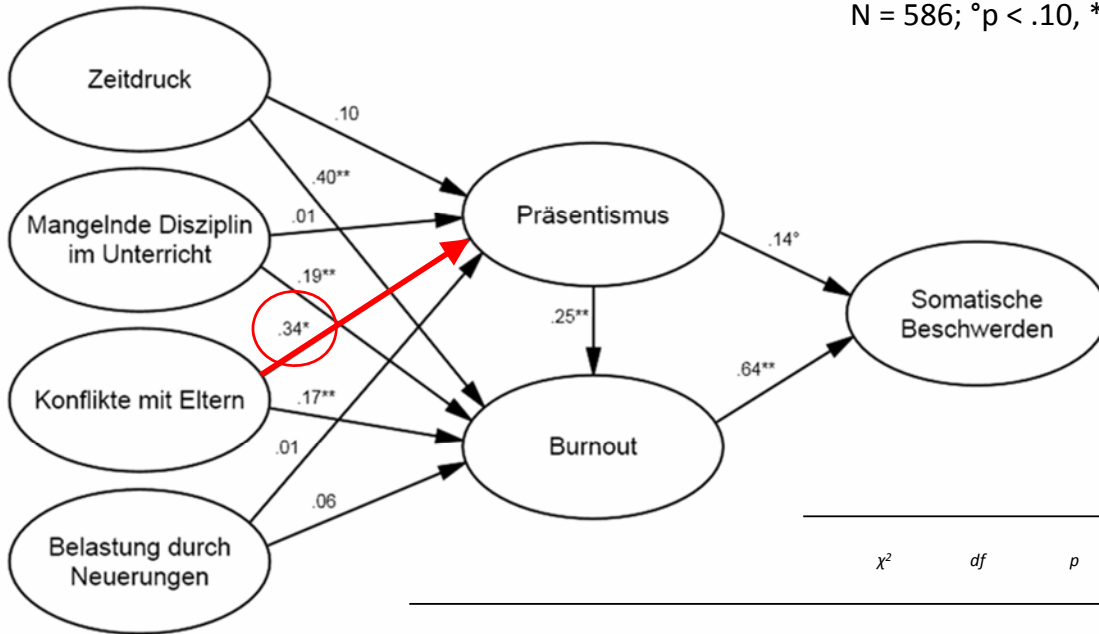 N = 586; °p < .10, *
Zeitdruck
.10
.40**
Mangelnde Disziplin
im Unterricht
.01
.19**
Präsentismus
.14°
.34*
.25**
Somatische
Beschwerden
Konflikte mit Eltern
.17**
.64**
.01
Burnout
.06
Belastung durch
Neuerungen
χ² df p